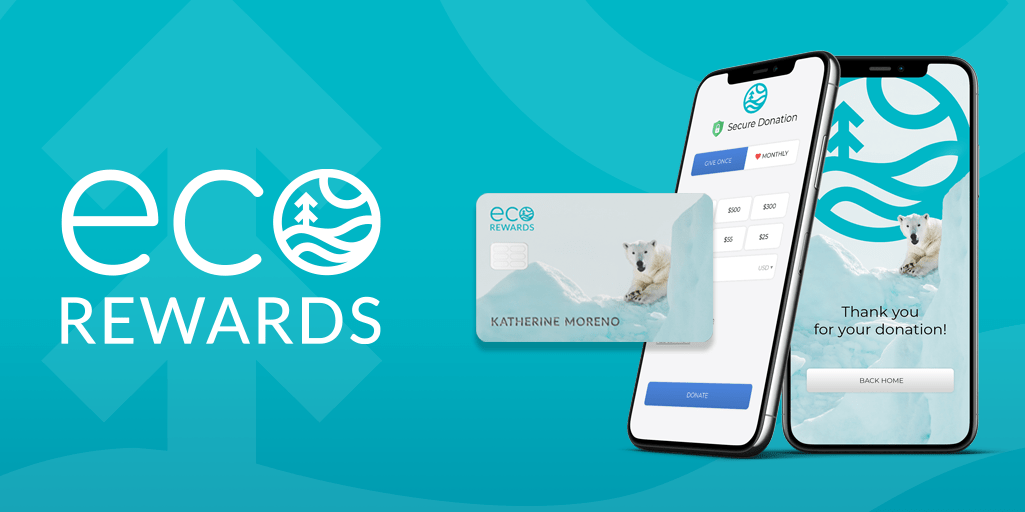 eco
REWARDS
eco
REWARDS
KATHERINE MORENO
Secure Donation
GIVE ONCE
MONTHLY
$500
$300
$55
$25
USD
DONATE
Thank you
for your donation!
BACK HOME